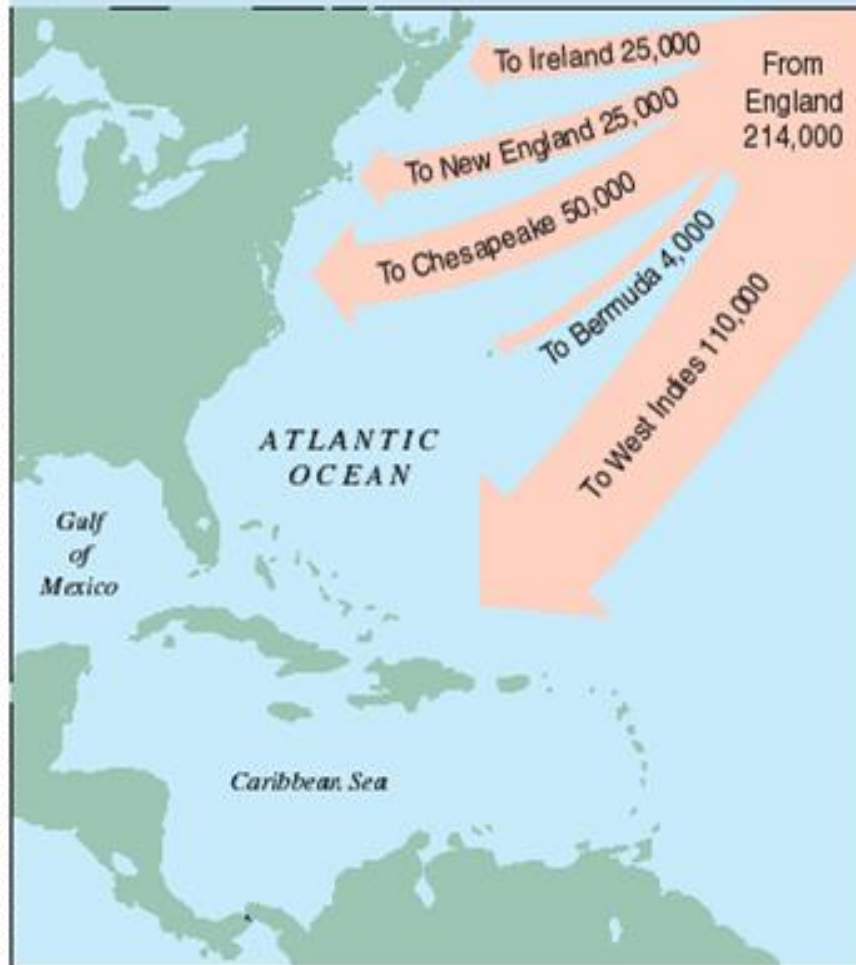 To Ireland 25,000
From
England
214,000
To New England 25,000
To Chesapeake 50,000
To Bermuda 4,000
To West Indies 110,000
ATLANTIC
OCEAN
Gulf
of
Mexico
Caribbean Sea